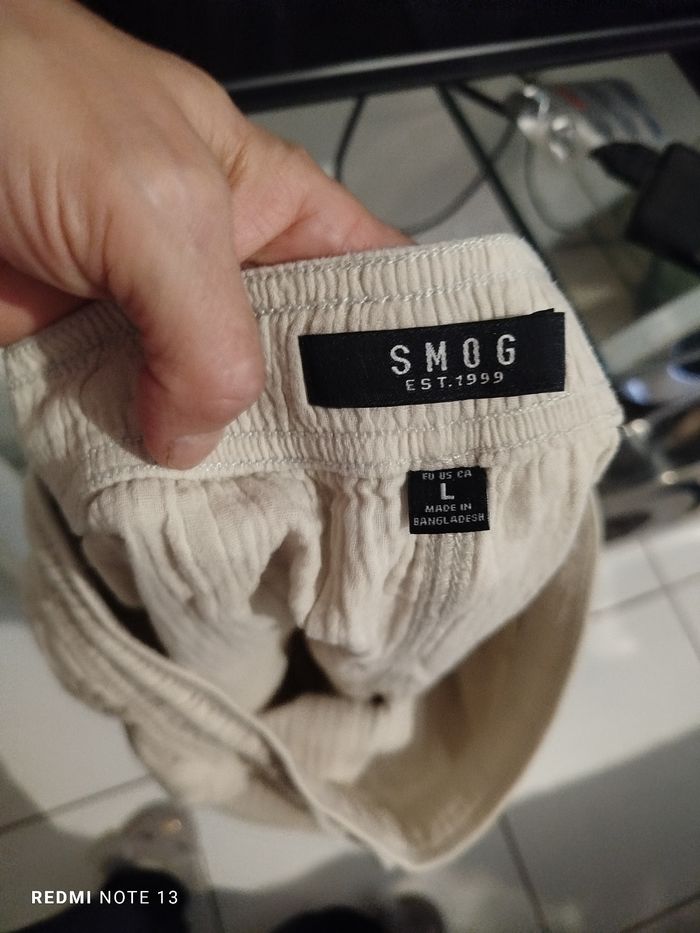 SMOG
EST.1999
EU US CA
L
MADE IN
BANGLADESH
REDMI NOTE 13